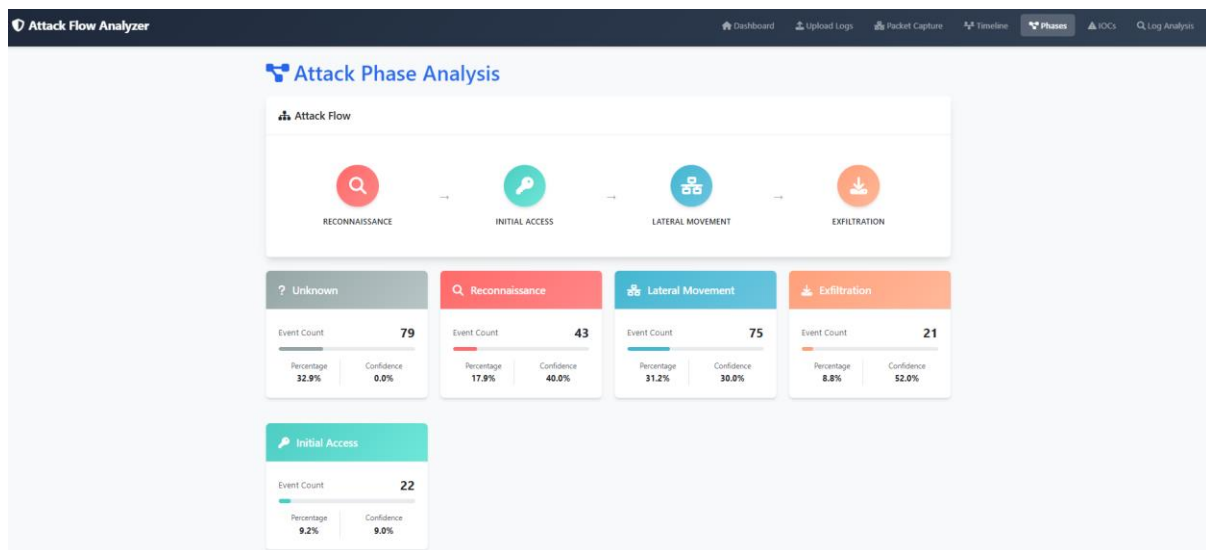 Attack Flow Analyzer
Dashboard Upload Logs Packet Capture Timeline Phases IOCs Log Analysis
Attack Phase Analysis
Attack Flow
→ → →
RECONNAISSANCE INITIAL ACCESS LATERAL MOVEMENT EXFILTRATION
? Unknown Reconnaissance Lateral Movement Exfiltration
Event Count 79 Event Count 43 Event Count 75 Event Count 21
Percentage Confidence Percentage Confidence Percentage Confidence Percentage Confidence
32.9% 0.0% 17.9% 40.0% 31.2% 30.0% 8.8% 52.0%
Initial Access
Event Count 22
Percentage Confidence
9.2% 9.0%